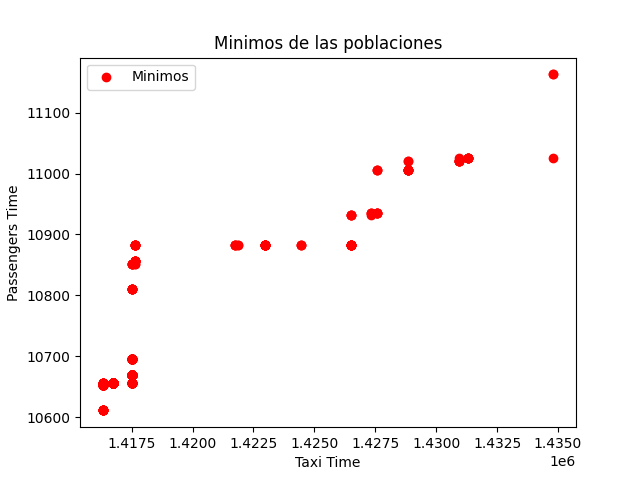 Minimos de las poblaciones
Minimos
Passengers Time
11100
11000
10900
10800
10700
10600
1.4175 1.4200 1.4225 1.4250 1.4275 1.4300 1.4325 1.4350
Taxi Time
1e6